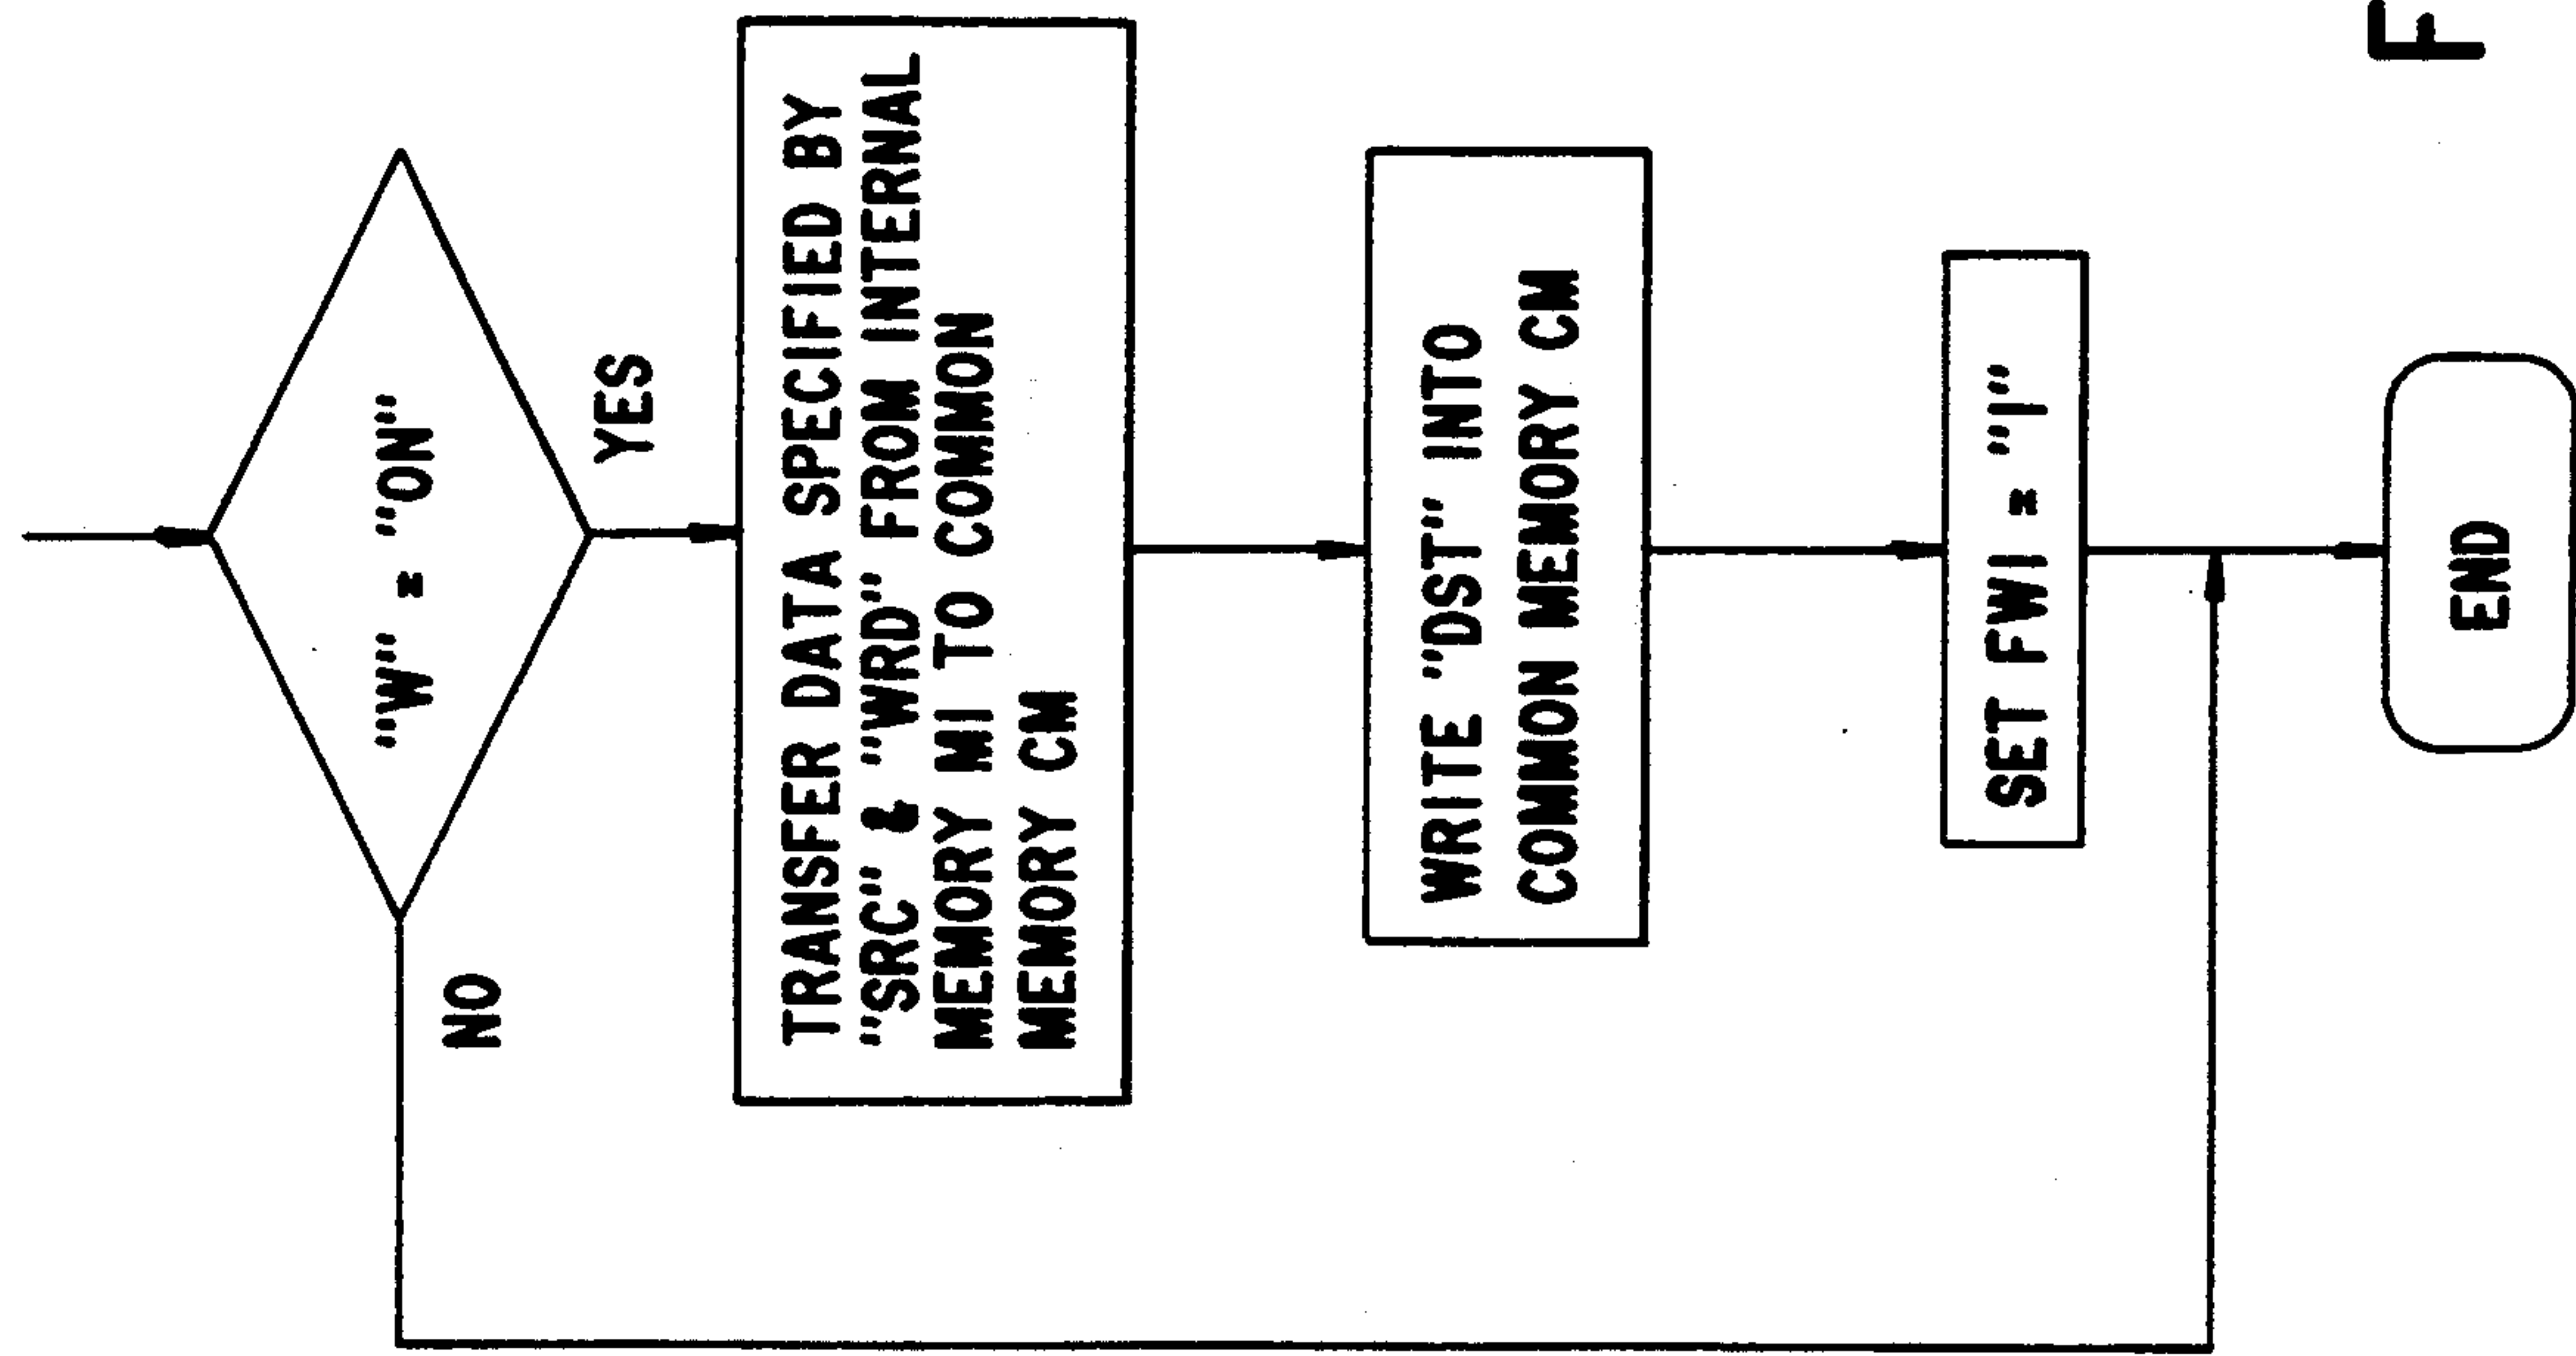 "W" = "ON"
YES
NO
TRANSFER DATA SPECIFIED BY
"SRC" & "WRD" FROM INTERNAL
MEMORY MI TO COMMON
MEMORY CM
WRITE "DST" INTO
COMMON MEMORY CM
SET FWI = "I"
END
F